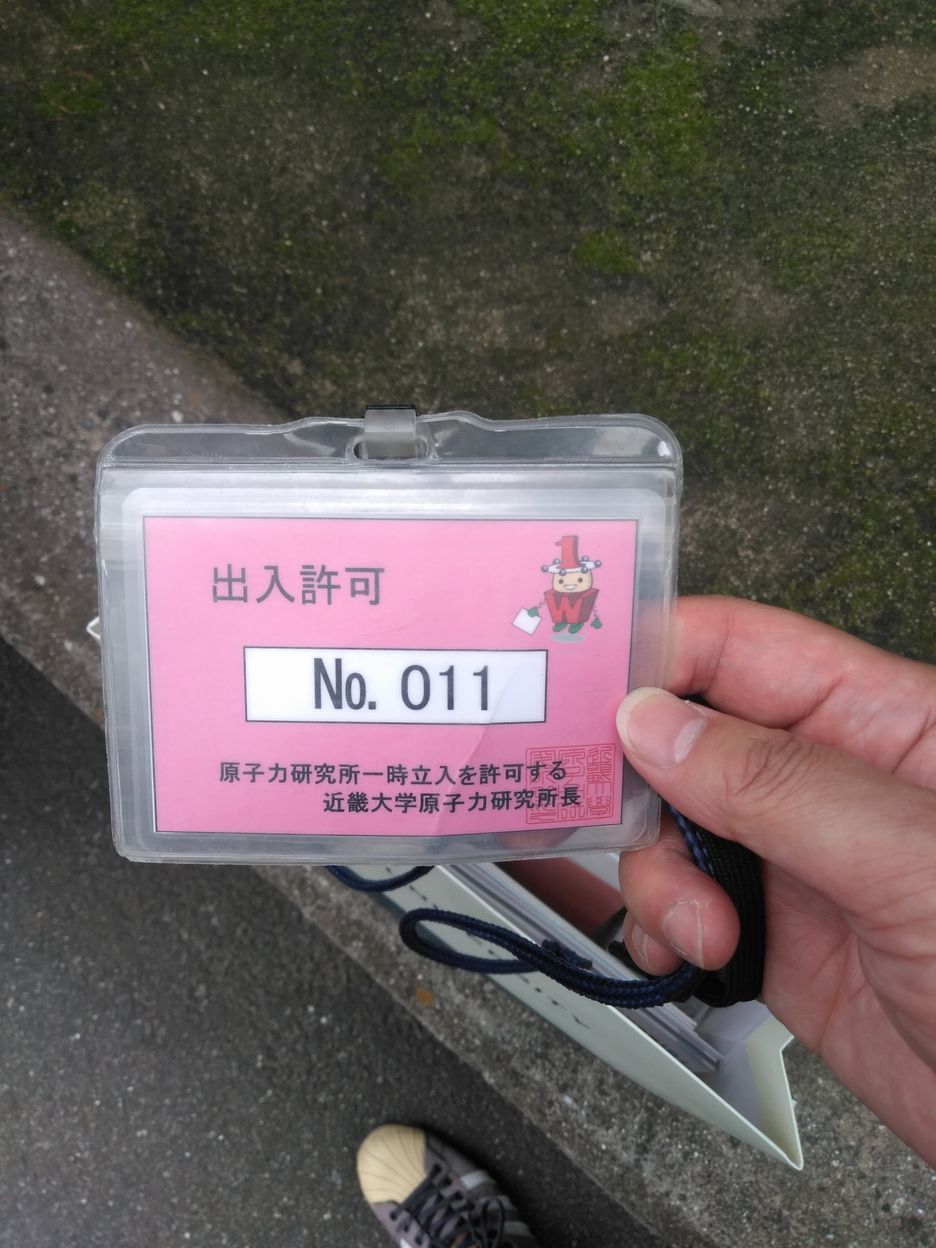 出入許可
1
W
No. 011
原子力研究所一時立入を許可する
近畿大学原子力研究所長